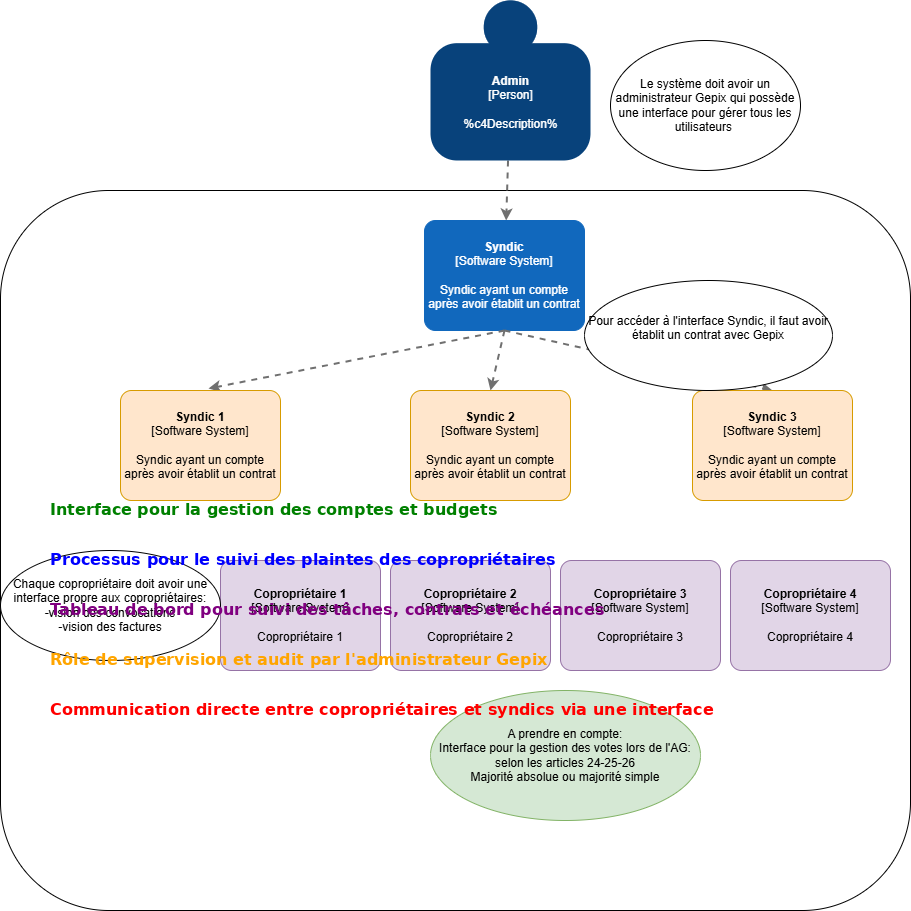 Admin
[Person]
%c4Description%
Le système doit avoir un
administrateur Gepix qui possède
une interface pour gérer tous les
utilisateurs
Syndic
[Software System]
Syndic ayant un compte
après avoir établit un contrat
Pour accéder à l'interface Syndic, il faut avoir
établit un contrat avec Gepix
Syndic 1
[Software System]
Syndic ayant un compte
après avoir établit un contrat
Syndic 2
[Software System]
Syndic ayant un compte
après avoir établit un contrat
Syndic 3
[Software System]
Syndic ayant un compte
après avoir établit un contrat
Interface pour la gestion des comptes et budgets
Processus pour le suivi des plaintes des copropriétaires
Chaque copropriétaire doit avoir une
interface propre aux copropriétaires:
-vision des convocations
-vision des factures
Copropriétaire 1
[Software System]
Copropriétaire 1
Copropriétaire 2
[Software System]
Copropriétaire 2
Copropriétaire 3
[Software System]
Copropriétaire 3
Copropriétaire 4
[Software System]
Copropriétaire 4
Tableau de bord pour suivi des tâches, contrats et échéances
Rôle de supervision et audit par l'administrateur Gepix
Communication directe entre copropriétaires et syndics via une interface
A prendre en compte:
Interface pour la gestion des votes lors de l'AG:
selon les articles 24-25-26
Majorité absolue ou majorité simple